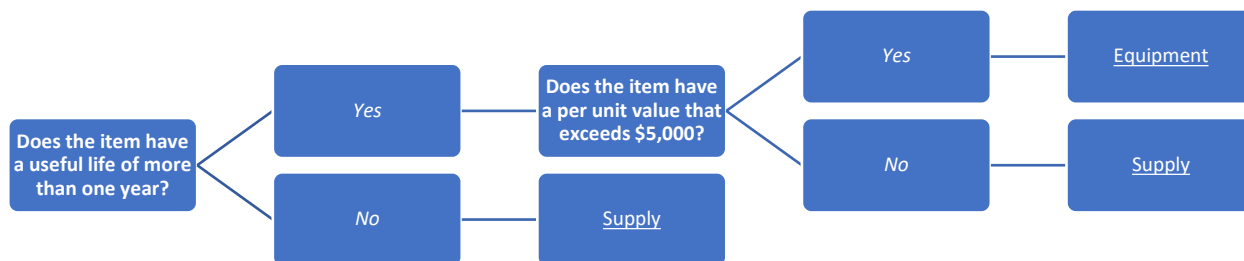 Does the item have
a useful life of more
than one year?
Yes
No
Supply
Does the item have
a per unit value that
exceeds $5,000?
Yes
Equipment
No
Supply